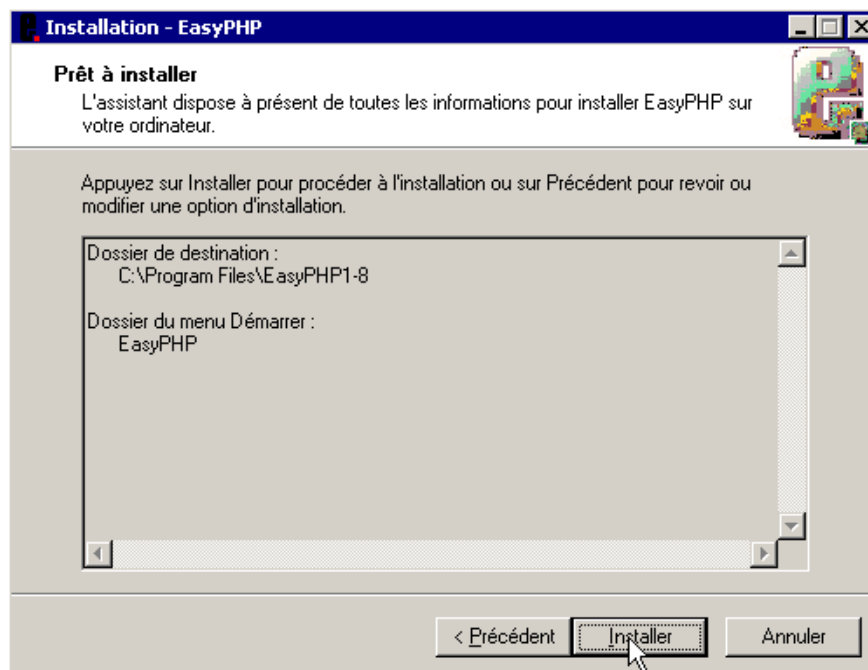 Installation - EasyPHP
Prêt à installer
L'assistant dispose à présent de toutes les informations pour installer EasyPHP sur
votre ordinateur.
Appuyez sur Installer pour procéder à l'installation ou sur Précédent pour revoir ou
modifier une option d'installation.
Dossier de destination :
C:\Program Files\EasyPHP1-8
Dossier du menu Démarrer :
EasyPHP
< Précédent Installer Annuler